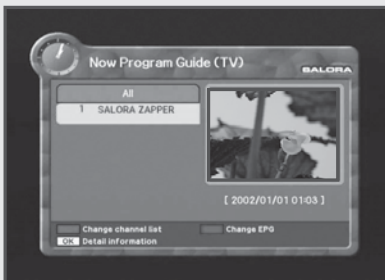 Now Program Guide (TV)
SALORA
All
1 SALORA ZAPPER
[ 2002/01/01 01:03 ]
Change channel list Change EPG
OK Detail information